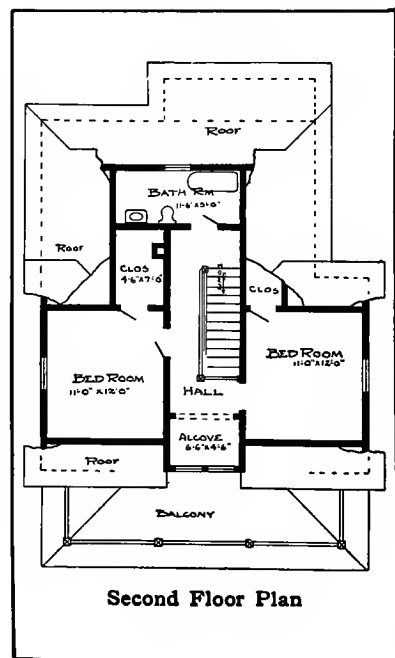 Roof
BATH RM
11'-6" x 5'-0"
Roof
CLOS
4'-6" x 7'-0"
CLOS
BED ROOM
11'-0" x 12'-0"
BED ROOM
11'-0" x 12'-0"
HALL
ALCOVE
6'-6" x 4'-6"
Roof
BALCONY
Second Floor Plan